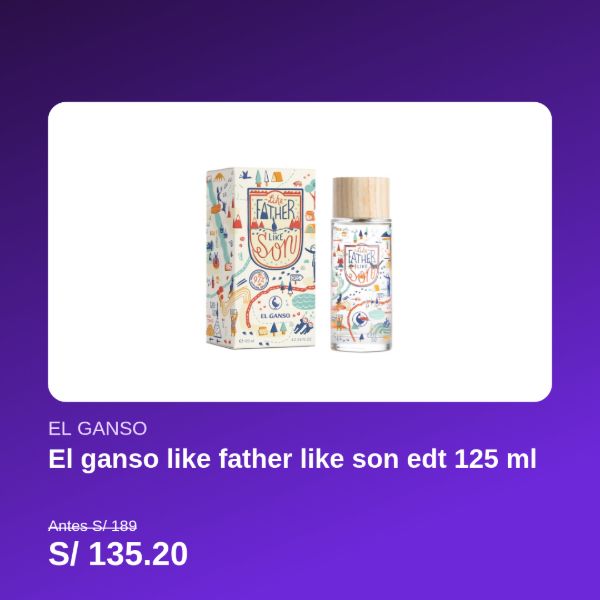 Like
FATHER
LIKE
Son
EL GANSO
Like
FATHER
LIKE
Son
EL GANSO
El ganso like father like son edt 125 ml
Antes S/ 189
S/ 135.20